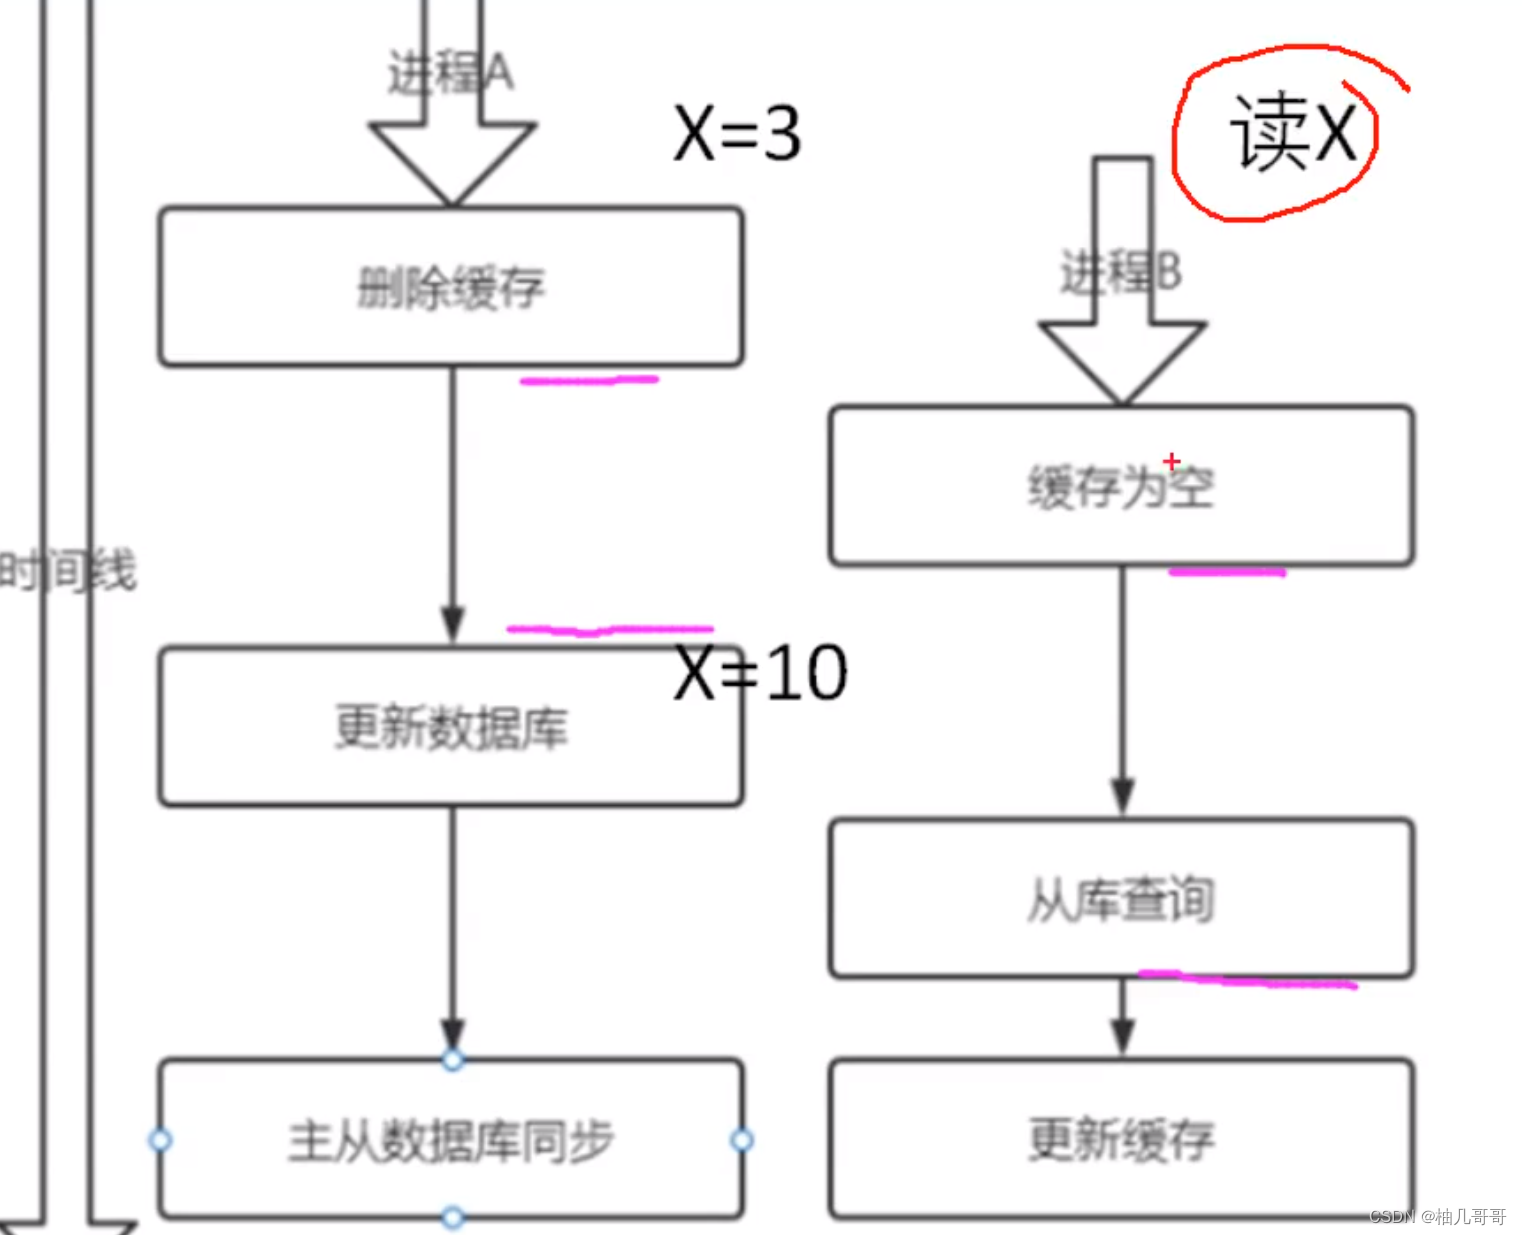 进程A
X=3
读X
删除缓存
进程B
缓存为空
时间线
X=10
更新数据库
从库查询
主从数据库同步
更新缓存
CSDN @柚几哥哥